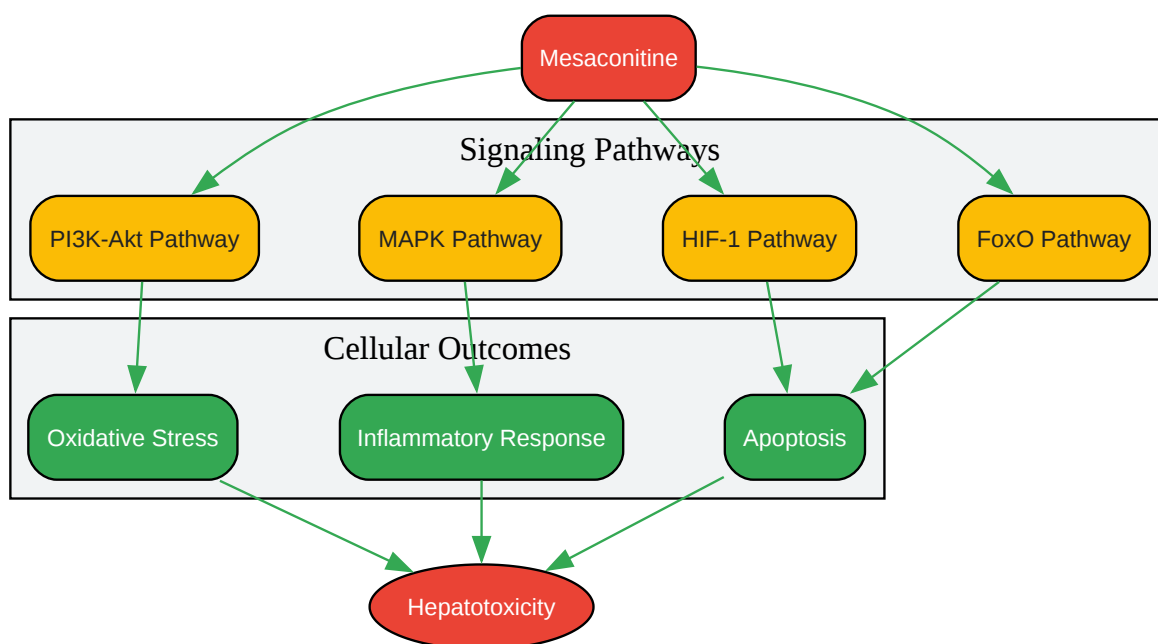 Mesaconitine
Signaling Pathways
PI3K-Akt Pathway
MAPK Pathway
HIF-1 Pathway
FoxO Pathway
Cellular Outcomes
Oxidative Stress
Inflammatory Response
Apoptosis
Hepatotoxicity